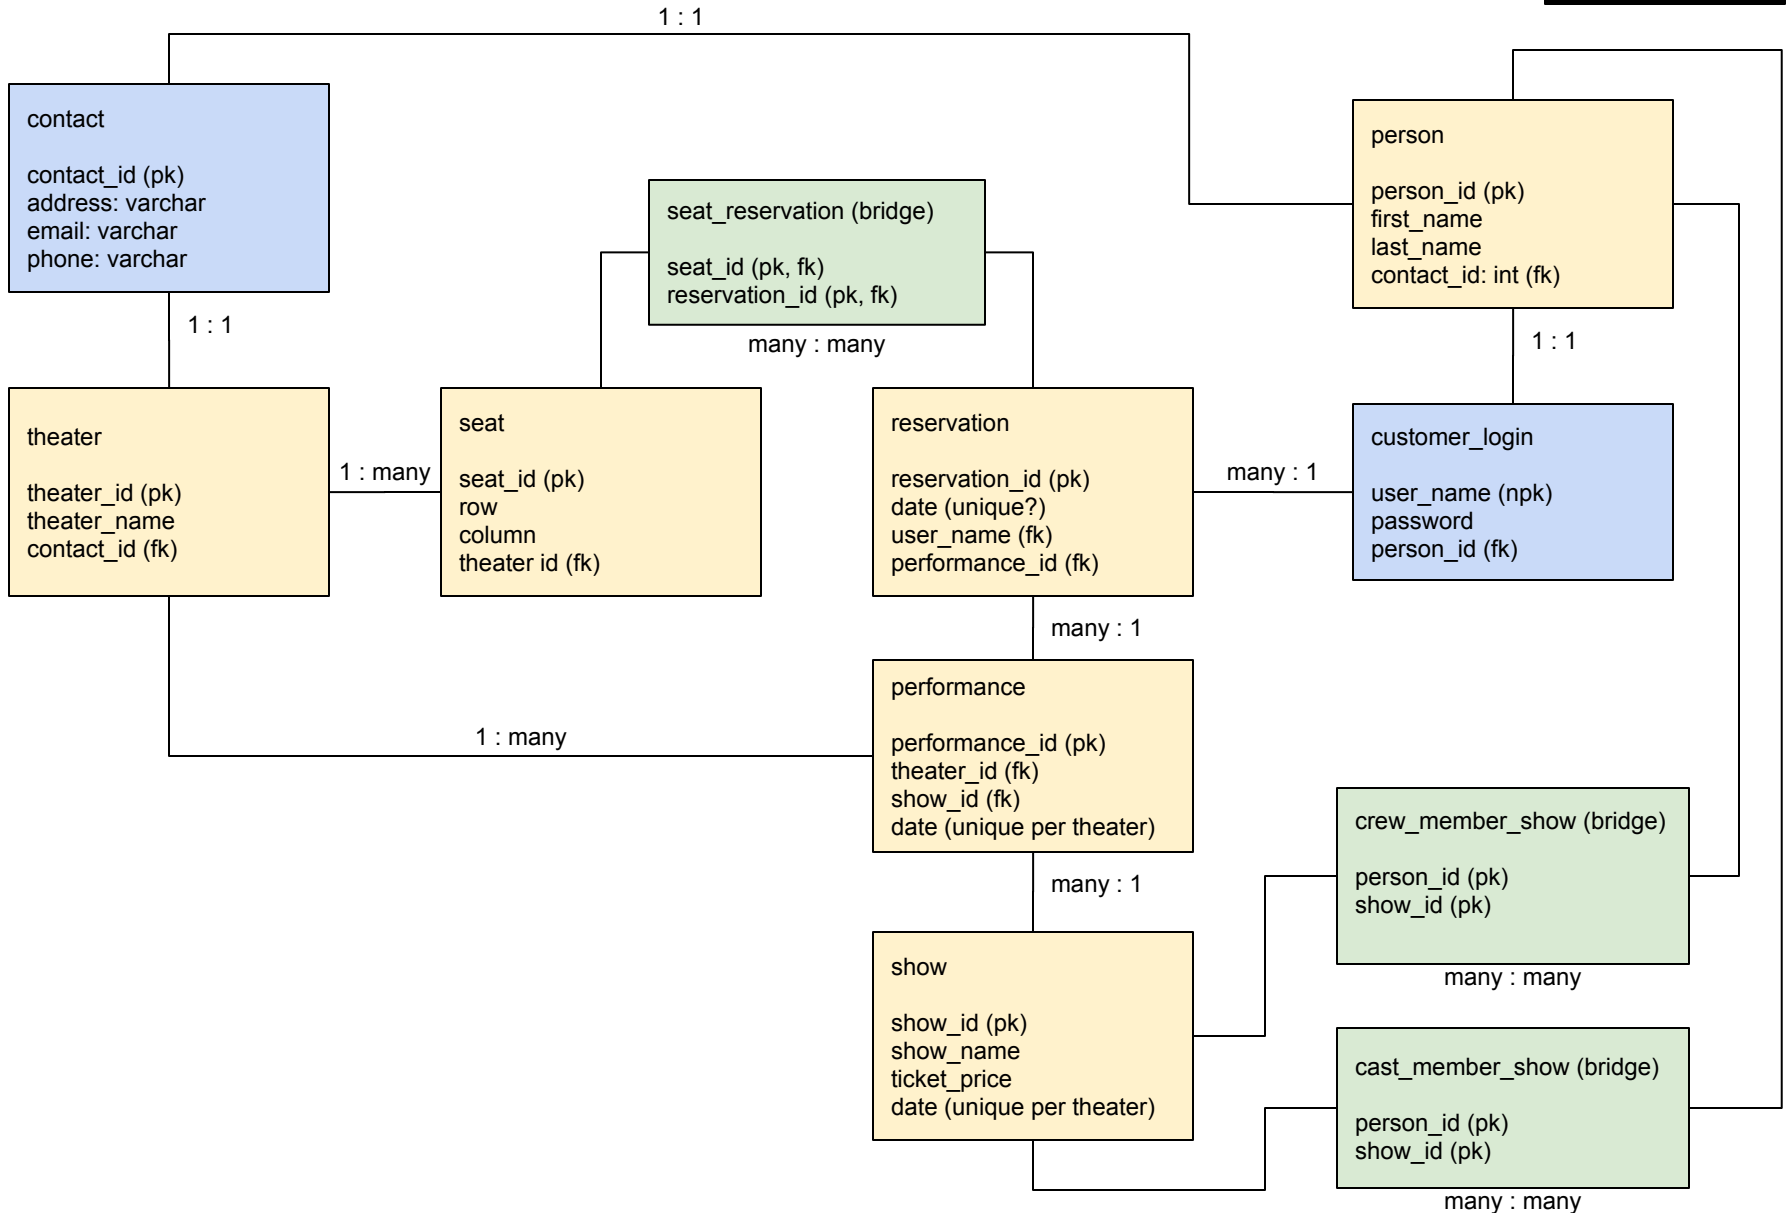 1 : 1
contact
contact_id (pk)
address: varchar
email: varchar
phone: varchar
person
person_id (pk)
first_name
last_name
contact_id: int (fk)
seat_reservation (bridge)
seat_id (pk, fk)
reservation_id (pk, fk)
many : many
1 : 1
1 : 1
theater
theater_id (pk)
theater_name
contact_id (fk)
1 : many
seat
seat_id (pk)
row
column
theater id (fk)
reservation
reservation_id (pk)
date (unique?)
user_name (fk)
performance_id (fk)
many : 1
customer_login
user_name (npk)
password
person_id (fk)
many : 1
performance
performance_id (pk)
theater_id (fk)
show_id (fk)
date (unique per theater)
1 : many
many : 1
crew_member_show (bridge)
person_id (pk)
show_id (pk)
many : many
show
show_id (pk)
show_name
ticket_price
date (unique per theater)
cast_member_show (bridge)
person_id (pk)
show_id (pk)
many : many